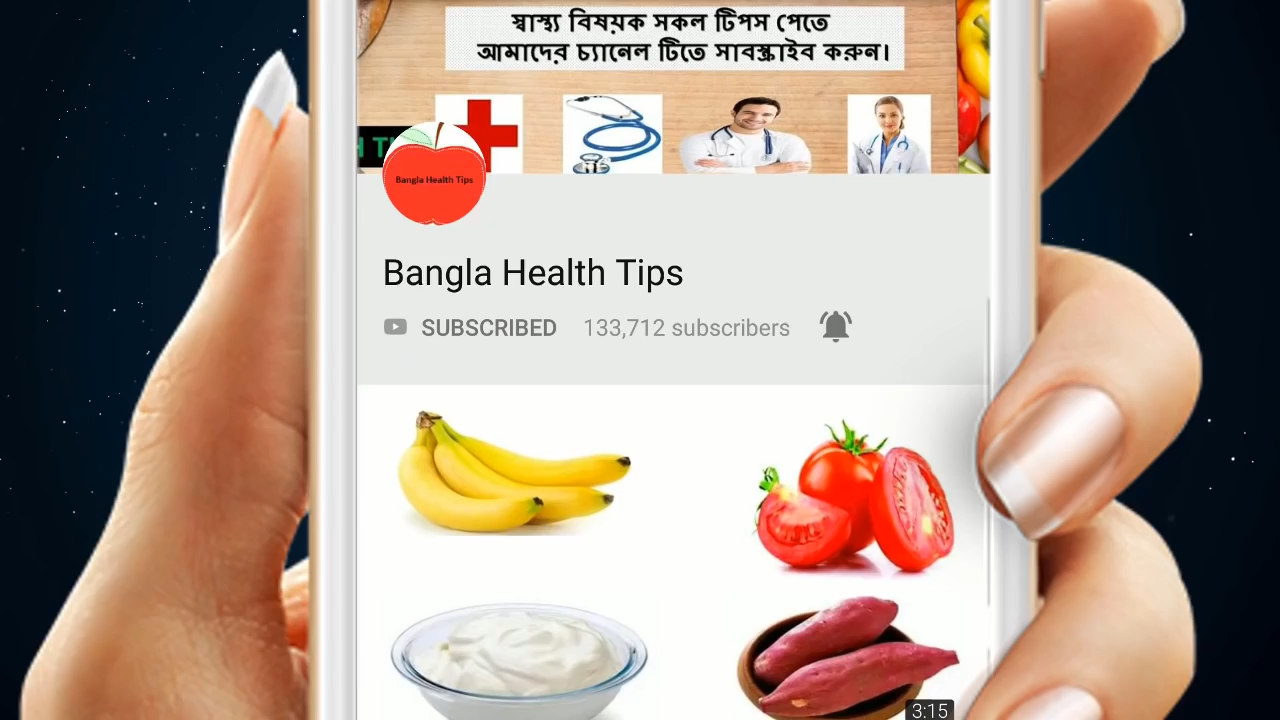 স্বাস্থ্য বিষয়ক সকল টিপস পেতে
আমাদের চ্যানেল টিতে সাবস্ক্রাইব করুন।
Bangla Health Tips
Bangla Health Tips
SUBSCRIBED 133,712 subscribers
3:15